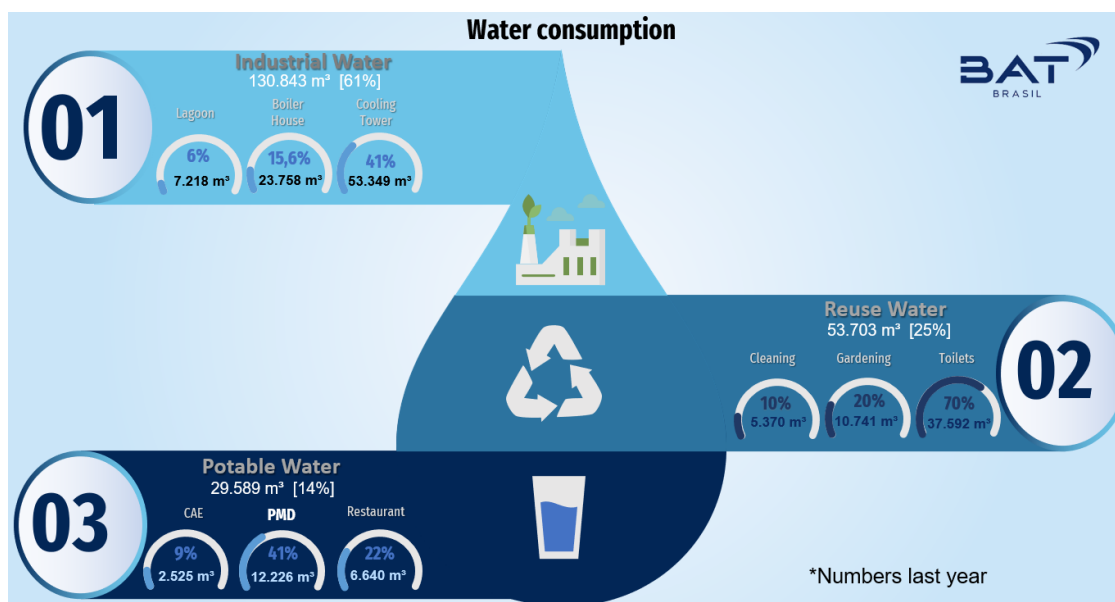 Water consumption
BAT
BRASIL
01
Industrial Water
130.843 m³ [61%]
Lagoon
6%
7.218 m³
Boiler
House
15,6%
23.758 m³
Cooling
Tower
41%
53.349 m³
02
Reuse Water
53.703 m³ [25%]
Cleaning
10%
5.370 m³
Gardening
20%
10.741 m³
Toilets
70%
37.592 m³
03
Potable Water
29.589 m³ [14%]
CAE
9%
2.525 m³
PMD
41%
12.226 m³
Restaurant
22%
6.640 m³
*Numbers last year